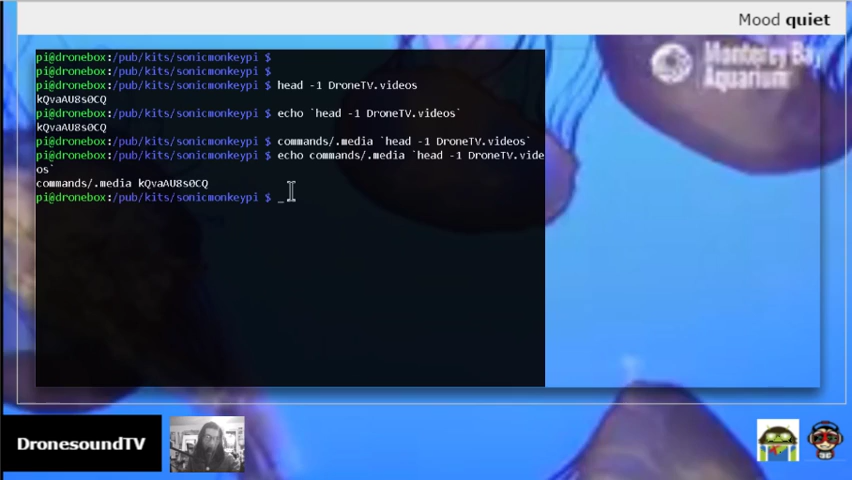 Mood quiet
Monterey Bay
Aquarium
pi@dronebox:/pub/kits/sonicmonkeypi $
pi@dronebox:/pub/kits/sonicmonkeypi $
pi@dronebox:/pub/kits/sonicmonkeypi $ head -1 DroneTV.videos
kQvaAU8s0CQ
pi@dronebox:/pub/kits/sonicmonkeypi $ echo `head -1 DroneTV.videos`
kQvaAU8s0CQ
pi@dronebox:/pub/kits/sonicmonkeypi $ commands/.media `head -1 DroneTV.videos`
pi@dronebox:/pub/kits/sonicmonkeypi $ echo commands/.media `head -1 DroneTV.vide
os`
commands/.media kQvaAU8s0CQ
pi@dronebox:/pub/kits/sonicmonkeypi $ _
DronesoundTV